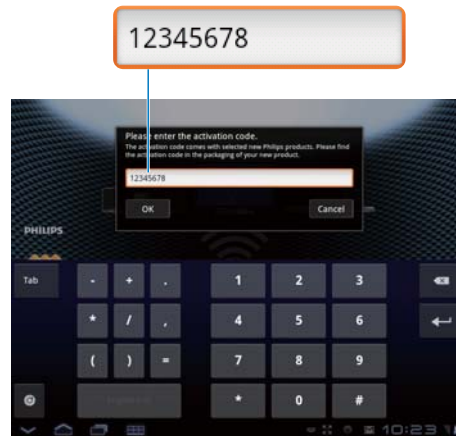 12345678
Please enter the activation code.
The activation code comes with selected new Philips products. Please find
the activation code in the packaging of your new product.
12345678
OK Cancel
PHILIPS
Tab - + . 1 2 3
* / , 4 5 6
( ) = 7 8 9
* 0 #
10:23